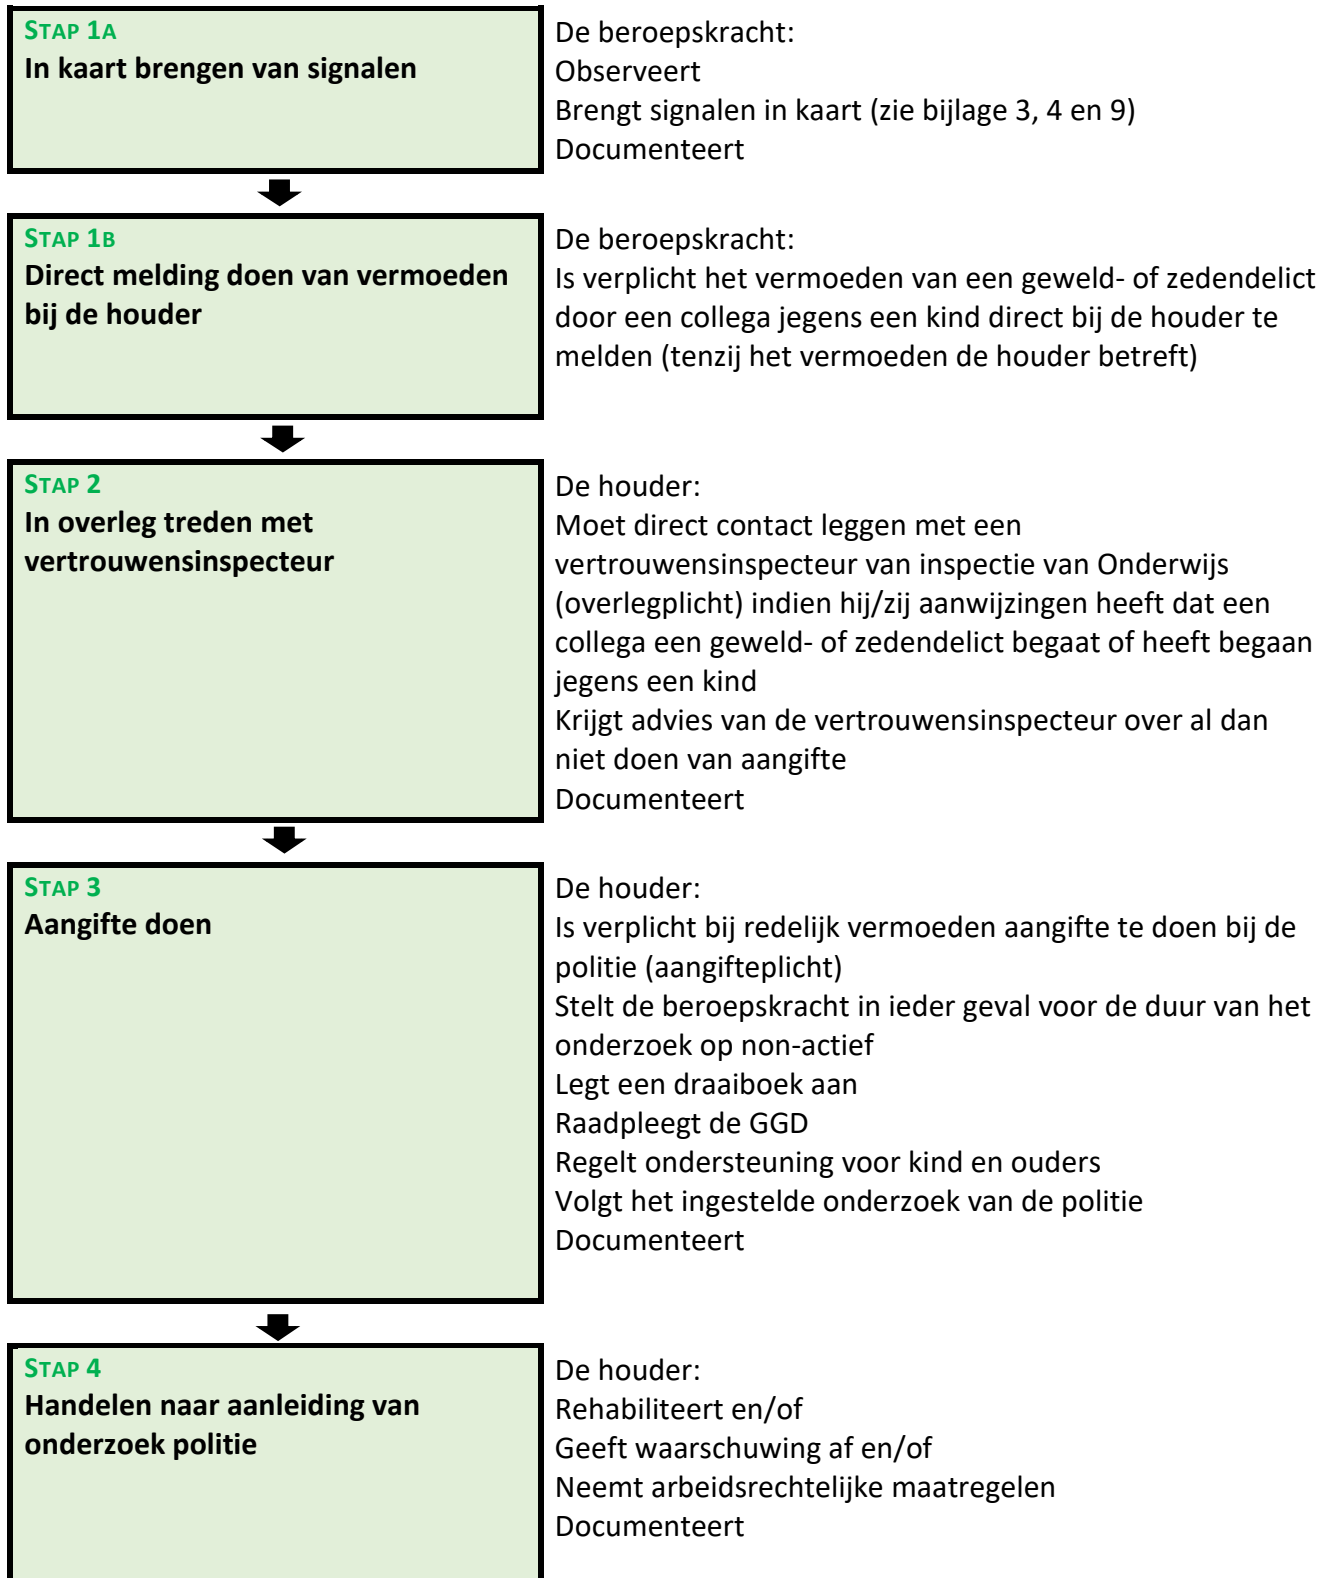 STAP 1A
In kaart brengen van signalen
De beroepskracht:
Observeert
Brengt signalen in kaart (zie bijlage 3, 4 en 9)
Documenteert
STAP 1B
Direct melding doen van vermoeden
bij de houder
De beroepskracht:
Is verplicht het vermoeden van een geweld- of zedendelict
door een collega jegens een kind direct bij de houder te
melden (tenzij het vermoeden de houder betreft)
STAP 2
In overleg treden met
vertrouwensinspecteur
De houder:
Moet direct contact leggen met een
vertrouwensinspecteur van inspectie van Onderwijs
(overlegplicht) indien hij/zij aanwijzingen heeft dat een
collega een geweld- of zedendelict begaat of heeft begaan
jegens een kind
Krijgt advies van de vertrouwensinspecteur over al dan
niet doen van aangifte
Documenteert
STAP 3
Aangifte doen
De houder:
Is verplicht bij redelijk vermoeden aangifte te doen bij de
politie (aangifteplicht)
Stelt de beroepskracht in ieder geval voor de duur van het
onderzoek op non-actief
Legt een draaiboek aan
Raadpleegt de GGD
Regelt ondersteuning voor kind en ouders
Volgt het ingestelde onderzoek van de politie
Documenteert
STAP 4
Handelen naar aanleiding van
onderzoek politie
De houder:
Rehabiliteert en/of
Geeft waarschuwing af en/of
Neemt arbeidsrechtelijke maatregelen
Documenteert